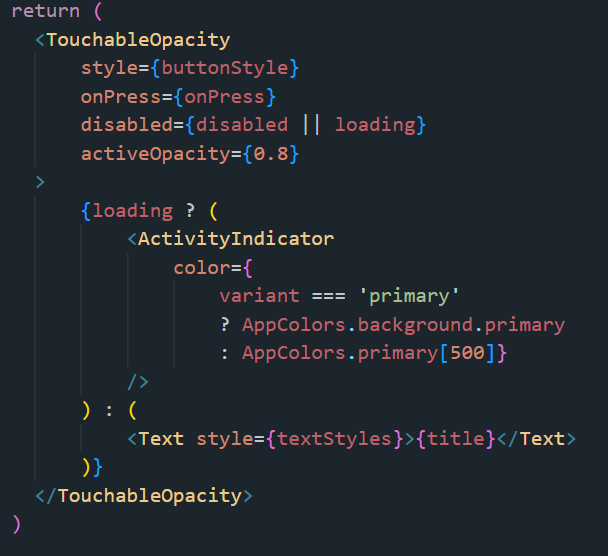 return (
<TouchableOpacity
style={buttonStyle}
onPress={onPress}
disabled={disabled || loading}
activeOpacity={0.8}
>
{loading ? (
<ActivityIndicator
color={
variant === 'primary'
? AppColors.background.primary
: AppColors.primary[500]}
/>
) : (
<Text style={textStyles}>{title}</Text>
)}
</TouchableOpacity>
)